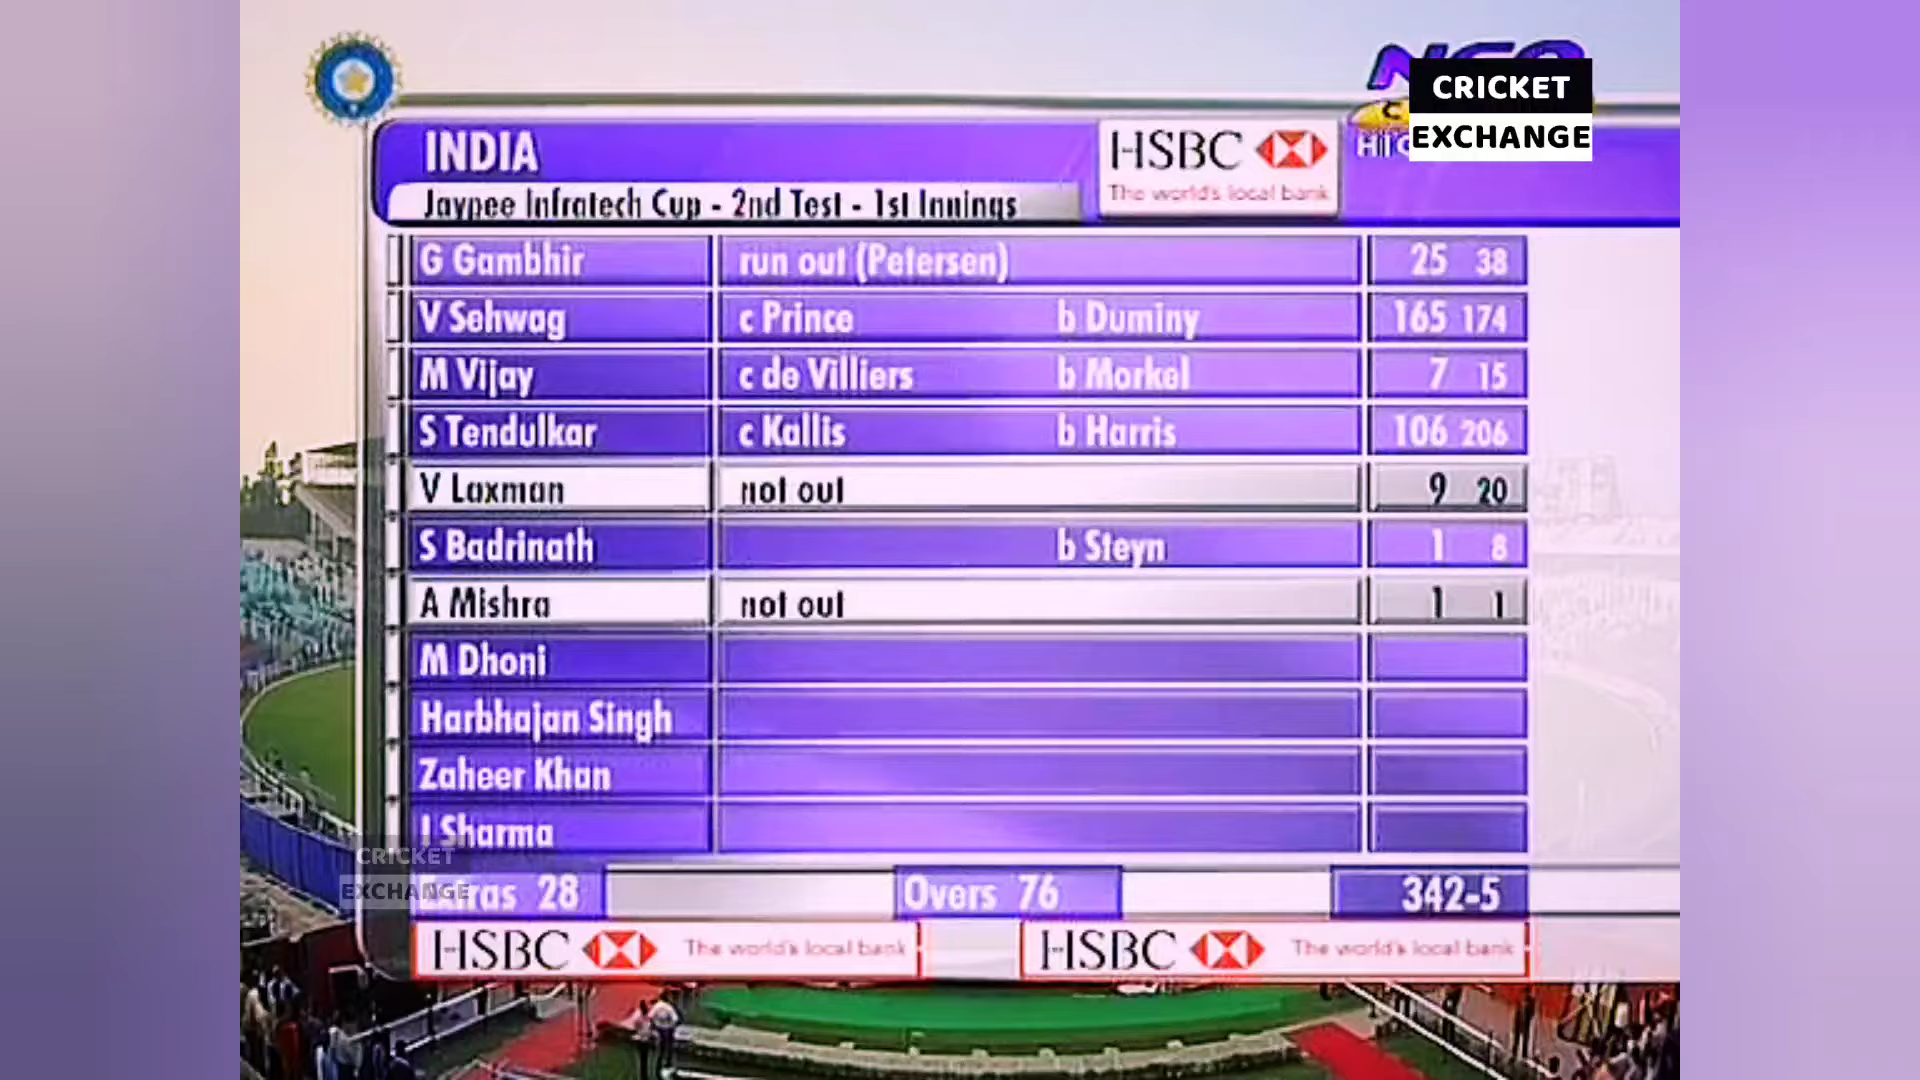 CRICKET
EXCHANGE
INDIA
HSBC
The world's local bank
Jaypee Infratech Cup - 2nd Test - 1st Innings
G Gambhir run out (Petersen) 25 38
V Sehwag c Prince b Duminy 165 174
M Vijay c de Villiers b Morkel 7 15
S Tendulkar c Kallis b Harris 106 206
V Laxman not out 9 20
S Badrinath b Steyn 1 8
A Mishra not out 1 1
M Dhoni
Harbhajan Singh
Zaheer Khan
I Sharma
CRICKET
EXCHANGE
Extras 28 Overs 76 342-5
HSBC The world's local bank HSBC The world's local bank